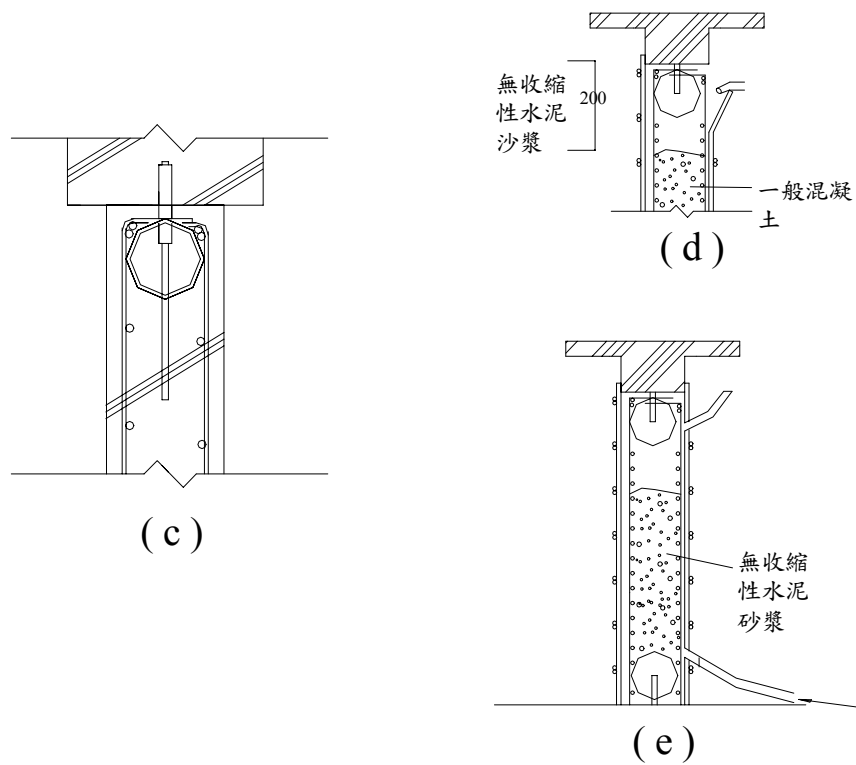 無收縮
性水泥
沙漿
200
一般混凝
土
( d )
( c )
無收縮
性水泥
砂漿
( e )